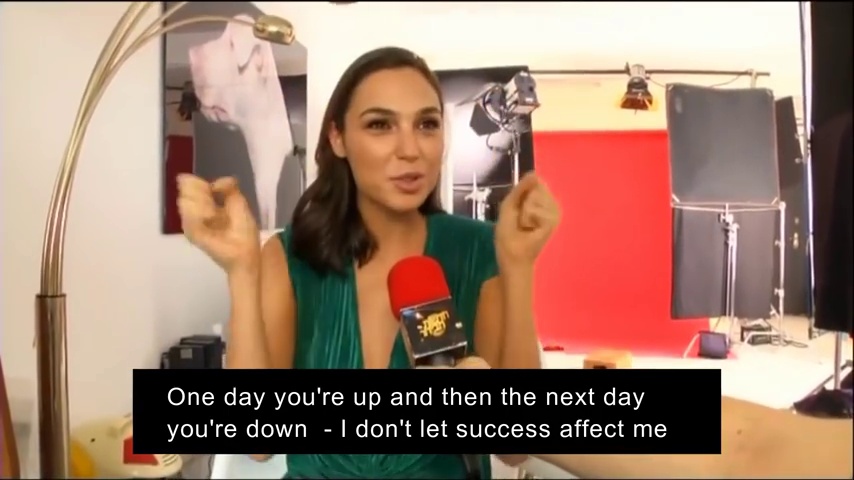 One day you're up and then the next day
you're down  - I don't let success affect me